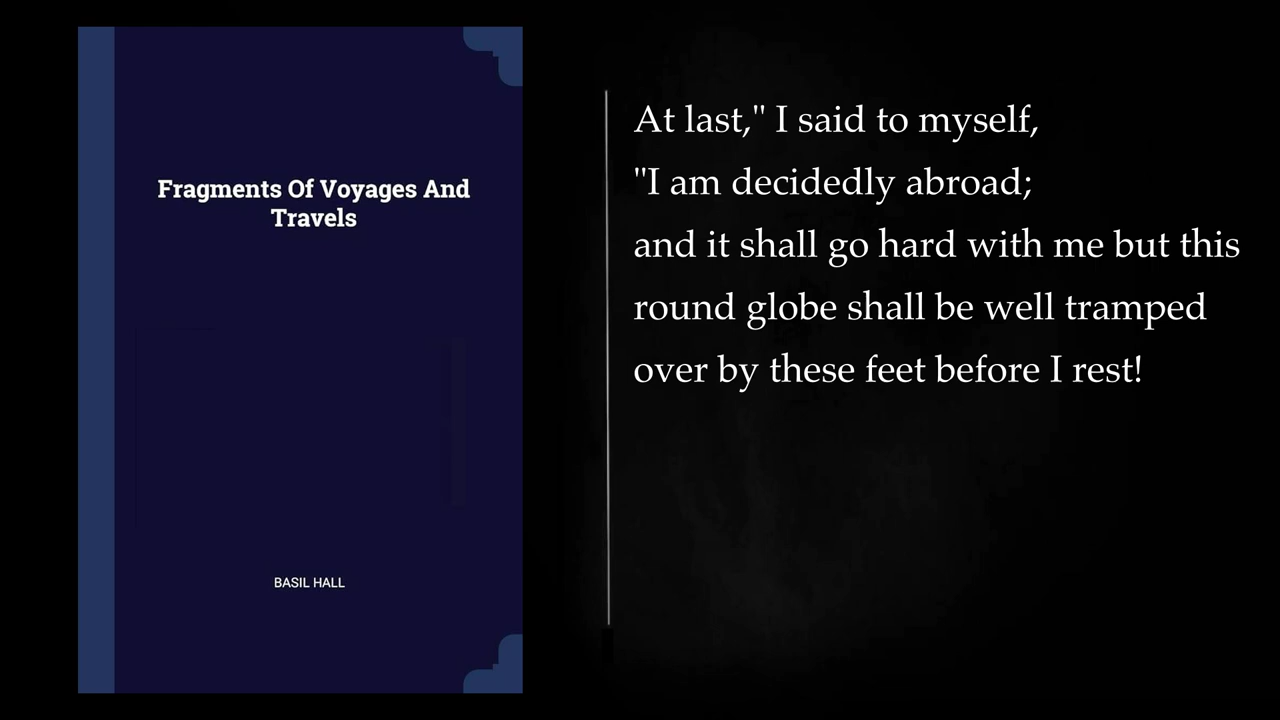 Fragments Of Voyages And
Travels
BASIL HALL
At last," I said to myself,
"I am decidedly abroad;
and it shall go hard with me but this
round globe shall be well tramped
over by these feet before I rest!